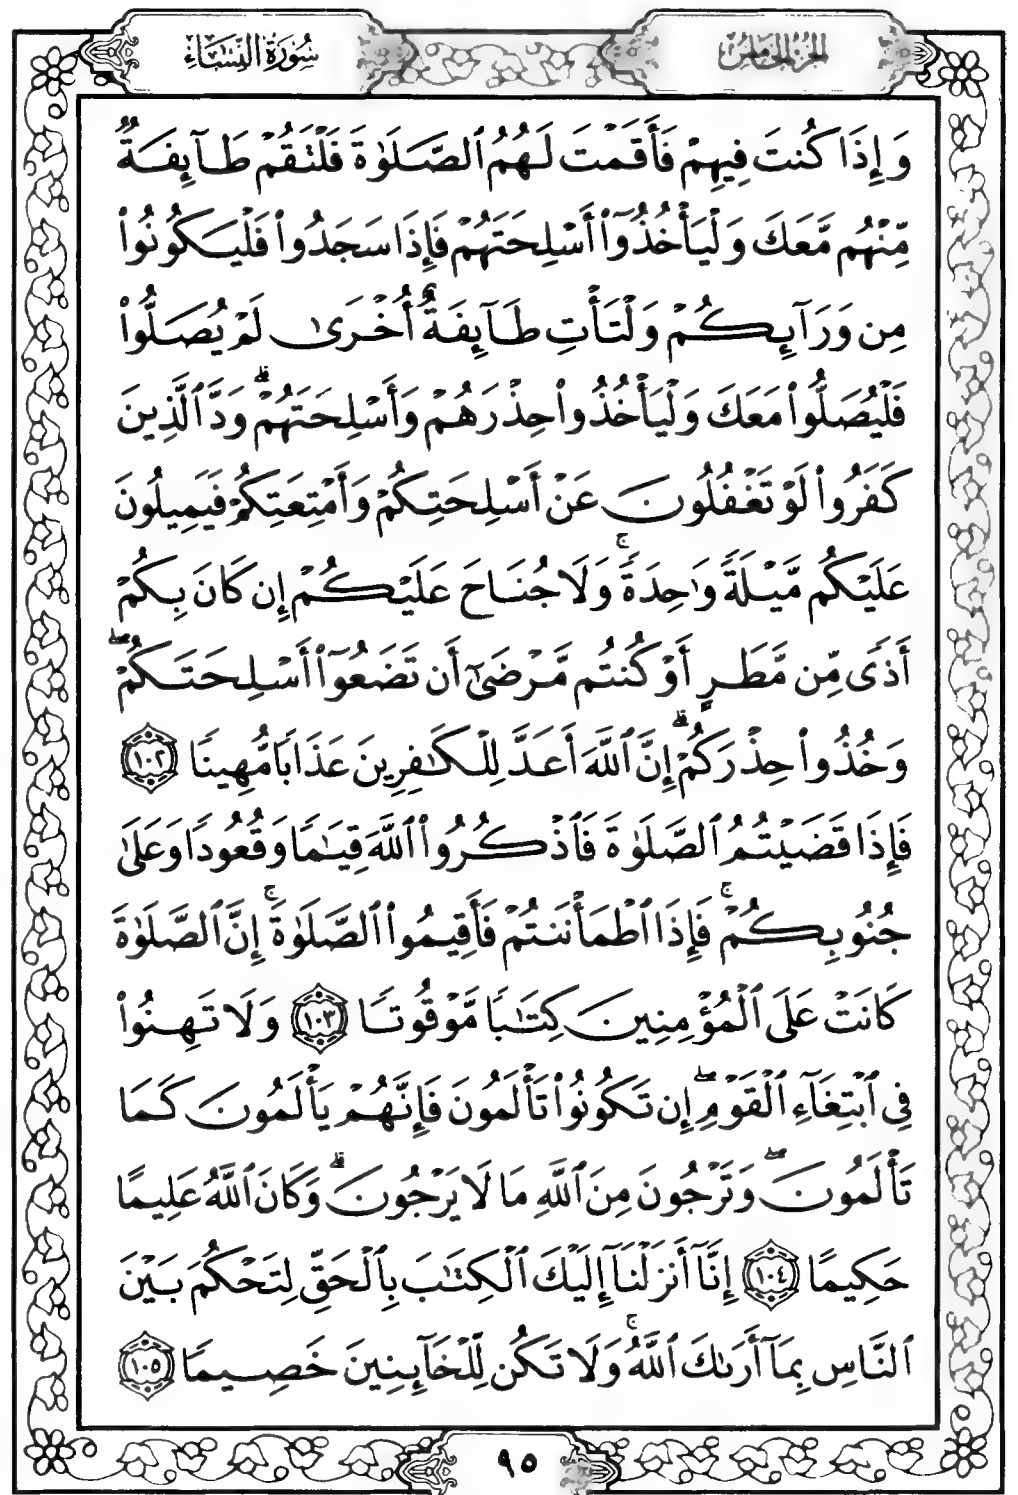 الجزء الخامس
سُورَةُ النِّسَاءِ
وَإِذَا كُنتَ فِيهِمْ فَأَقَمْتَ لَهُمُ ٱلصَّلَوٰةَ فَلْتَقُمْ طَآئِفَةٌ
مِّنْهُم مَّعَكَ وَلْيَأْخُذُوٓا۟ أَسْلِحَتَهُمْ فَإِذَا سَجَدُوا۟ فَلْيَكُونُوا۟
مِن وَرَآئِكُمْ وَلْتَأْتِ طَآئِفَةٌ أُخْرَىٰ لَمْ يُصَلُّوا۟
فَلْيُصَلُّوا۟ مَعَكَ وَلْيَأْخُذُوا۟ حِذْرَهُمْ وَأَسْلِحَتَهُمْ ۗ وَدَّ ٱلَّذِينَ
كَفَرُوا۟ لَوْ تَغْفُلُونَ عَنْ أَسْلِحَتِكُمْ وَأَمْتِعَتِكُمْ فَيَمِيلُونَ
عَلَيْكُم مَّيْلَةً وَٰحِدَةً ۚ وَلَا جُنَاحَ عَلَيْكُمْ إِن كَانَ بِكُمْ
أَذًى مِّن مَّطَرٍ أَوْ كُنتُم مَّرْضَىٰٓ أَن تَضَعُوٓا۟ أَسْلِحَتَكُمْ ۖ
وَخُذُوا۟ حِذْرَكُمْ ۗ إِنَّ ٱللَّهَ أَعَدَّ لِلْكَٰفِرِينَ عَذَابًا مُّهِينًا ١٠٢
فَإِذَا قَضَيْتُمُ ٱلصَّلَوٰةَ فَٱذْكُرُوا۟ ٱللَّهَ قِيَٰمًا وَقُعُودًا وَعَلَىٰ
جُنُوبِكُمْ ۚ فَإِذَا ٱطْمَأْنَنتُمْ فَأَقِيمُوا۟ ٱلصَّلَوٰةَ ۚ إِنَّ ٱلصَّلَوٰةَ
كَانَتْ عَلَى ٱلْمُؤْمِنِينَ كِتَٰبًا مَّوْقُوتًا ١٠٣ وَلَا تَهِنُوا۟
فِى ٱبْتِغَآءِ ٱلْقَوْمِ ۖ إِن تَكُونُوا۟ تَأْلَمُونَ فَإِنَّهُمْ يَأْلَمُونَ كَمَا
تَأْلَمُونَ ۖ وَتَرْجُونَ مِنَ ٱللَّهِ مَا لَا يَرْجُونَ ۗ وَكَانَ ٱللَّهُ عَلِيمًا
حَكِيمًا ١٠٤ إِنَّآ أَنزَلْنَآ إِلَيْكَ ٱلْكِتَٰبَ بِٱلْحَقِّ لِتَحْكُمَ بَيْنَ
ٱلنَّاسِ بِمَآ أَرَىٰكَ ٱللَّهُ ۚ وَلَا تَكُن لِّلْخَآئِنِينَ خَصِيمًا ١٠٥
٩٥